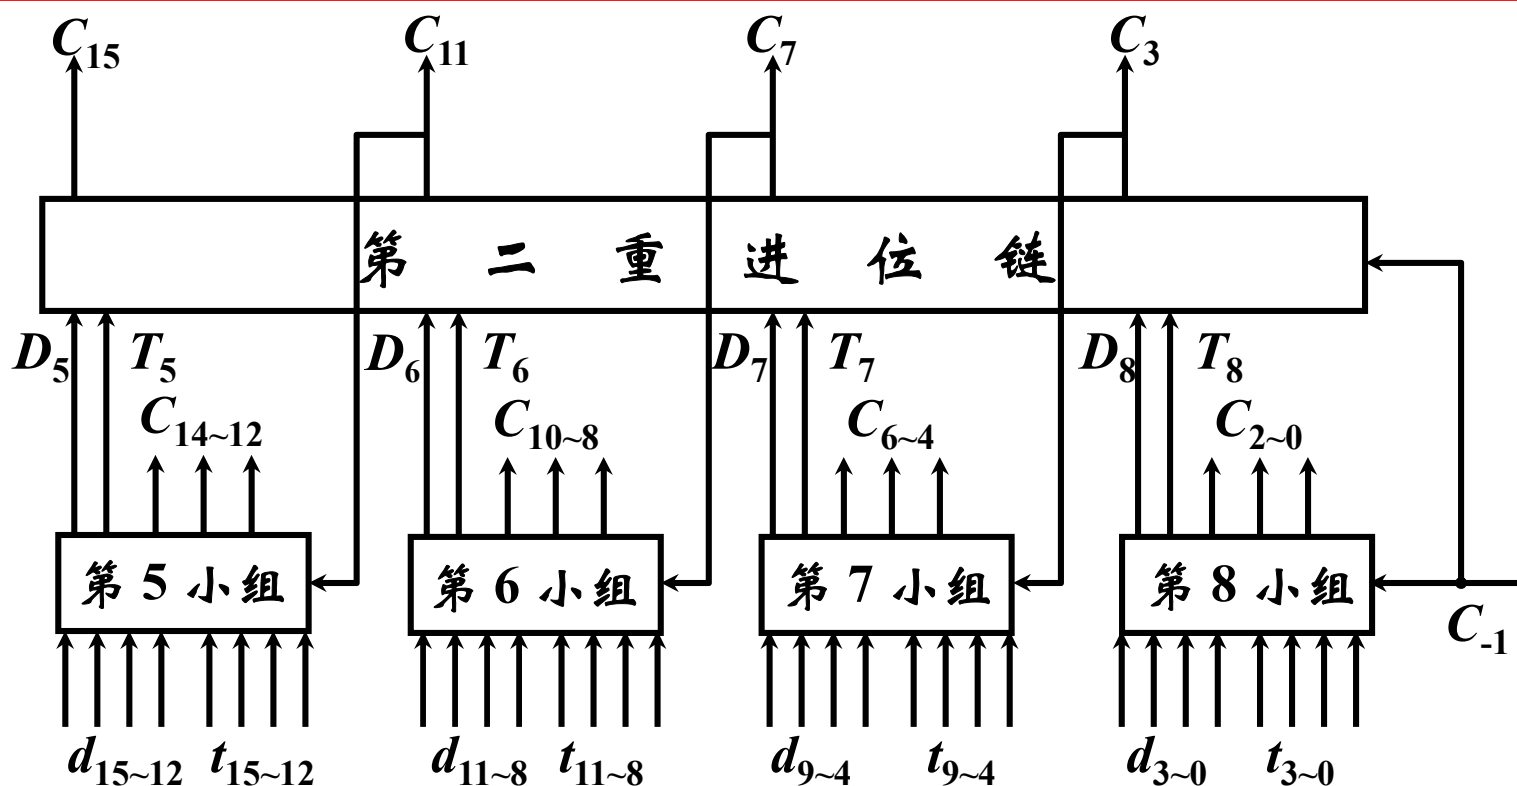 C15 C11 C7 C3
第 二 重 进 位 链
D5 T5 D6 T6 D7 T7 D8 T8
C14~12 C10~8 C6~4 C2~0
第 5 小 组 第 6 小 组 第 7 小 组 第 8 小 组
C-1
d15~12 t15~12 d11~8 t11~8 d9~4 t9~4 d3~0 t3~0